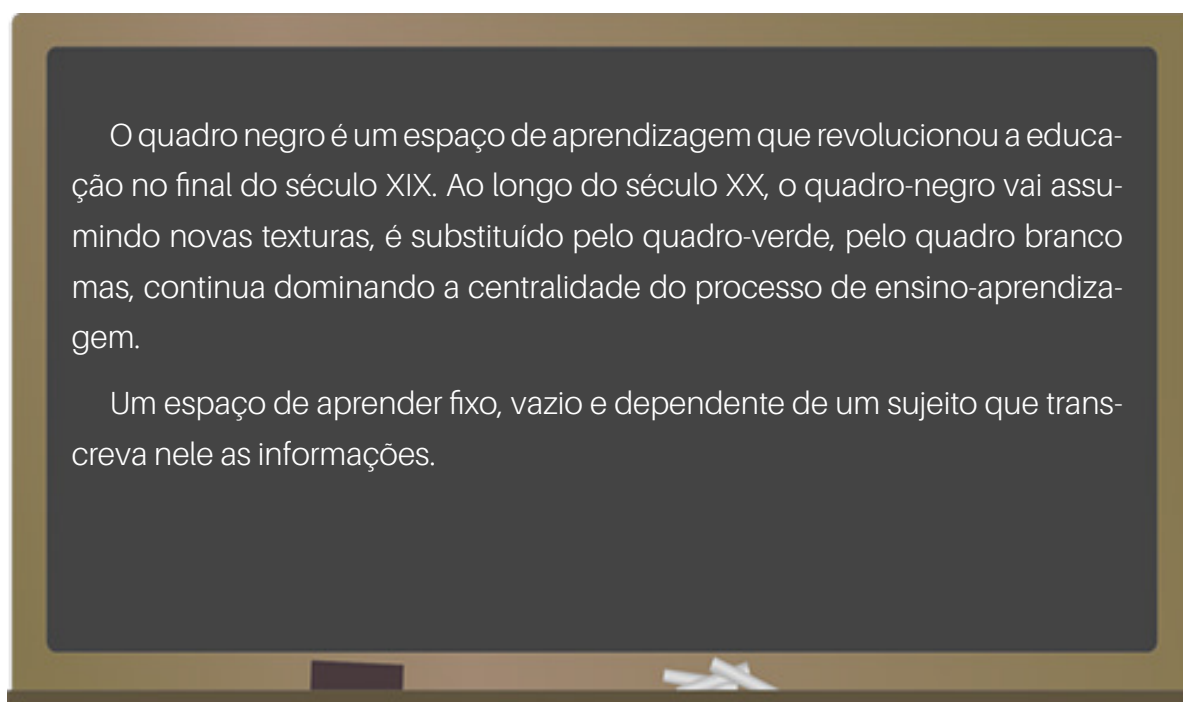 O quadro negro é um espaço de aprendizagem que revolucionou a educa-
ção no final do século XIX. Ao longo do século XX, o quadro-negro vai assu-
mindo novas texturas, é substituído pelo quadro-verde, pelo quadro branco
mas, continua dominando a centralidade do processo de ensino-aprendiza-
gem.
Um espaço de aprender fixo, vazio e dependente de um sujeito que trans-
creva nele as informações.